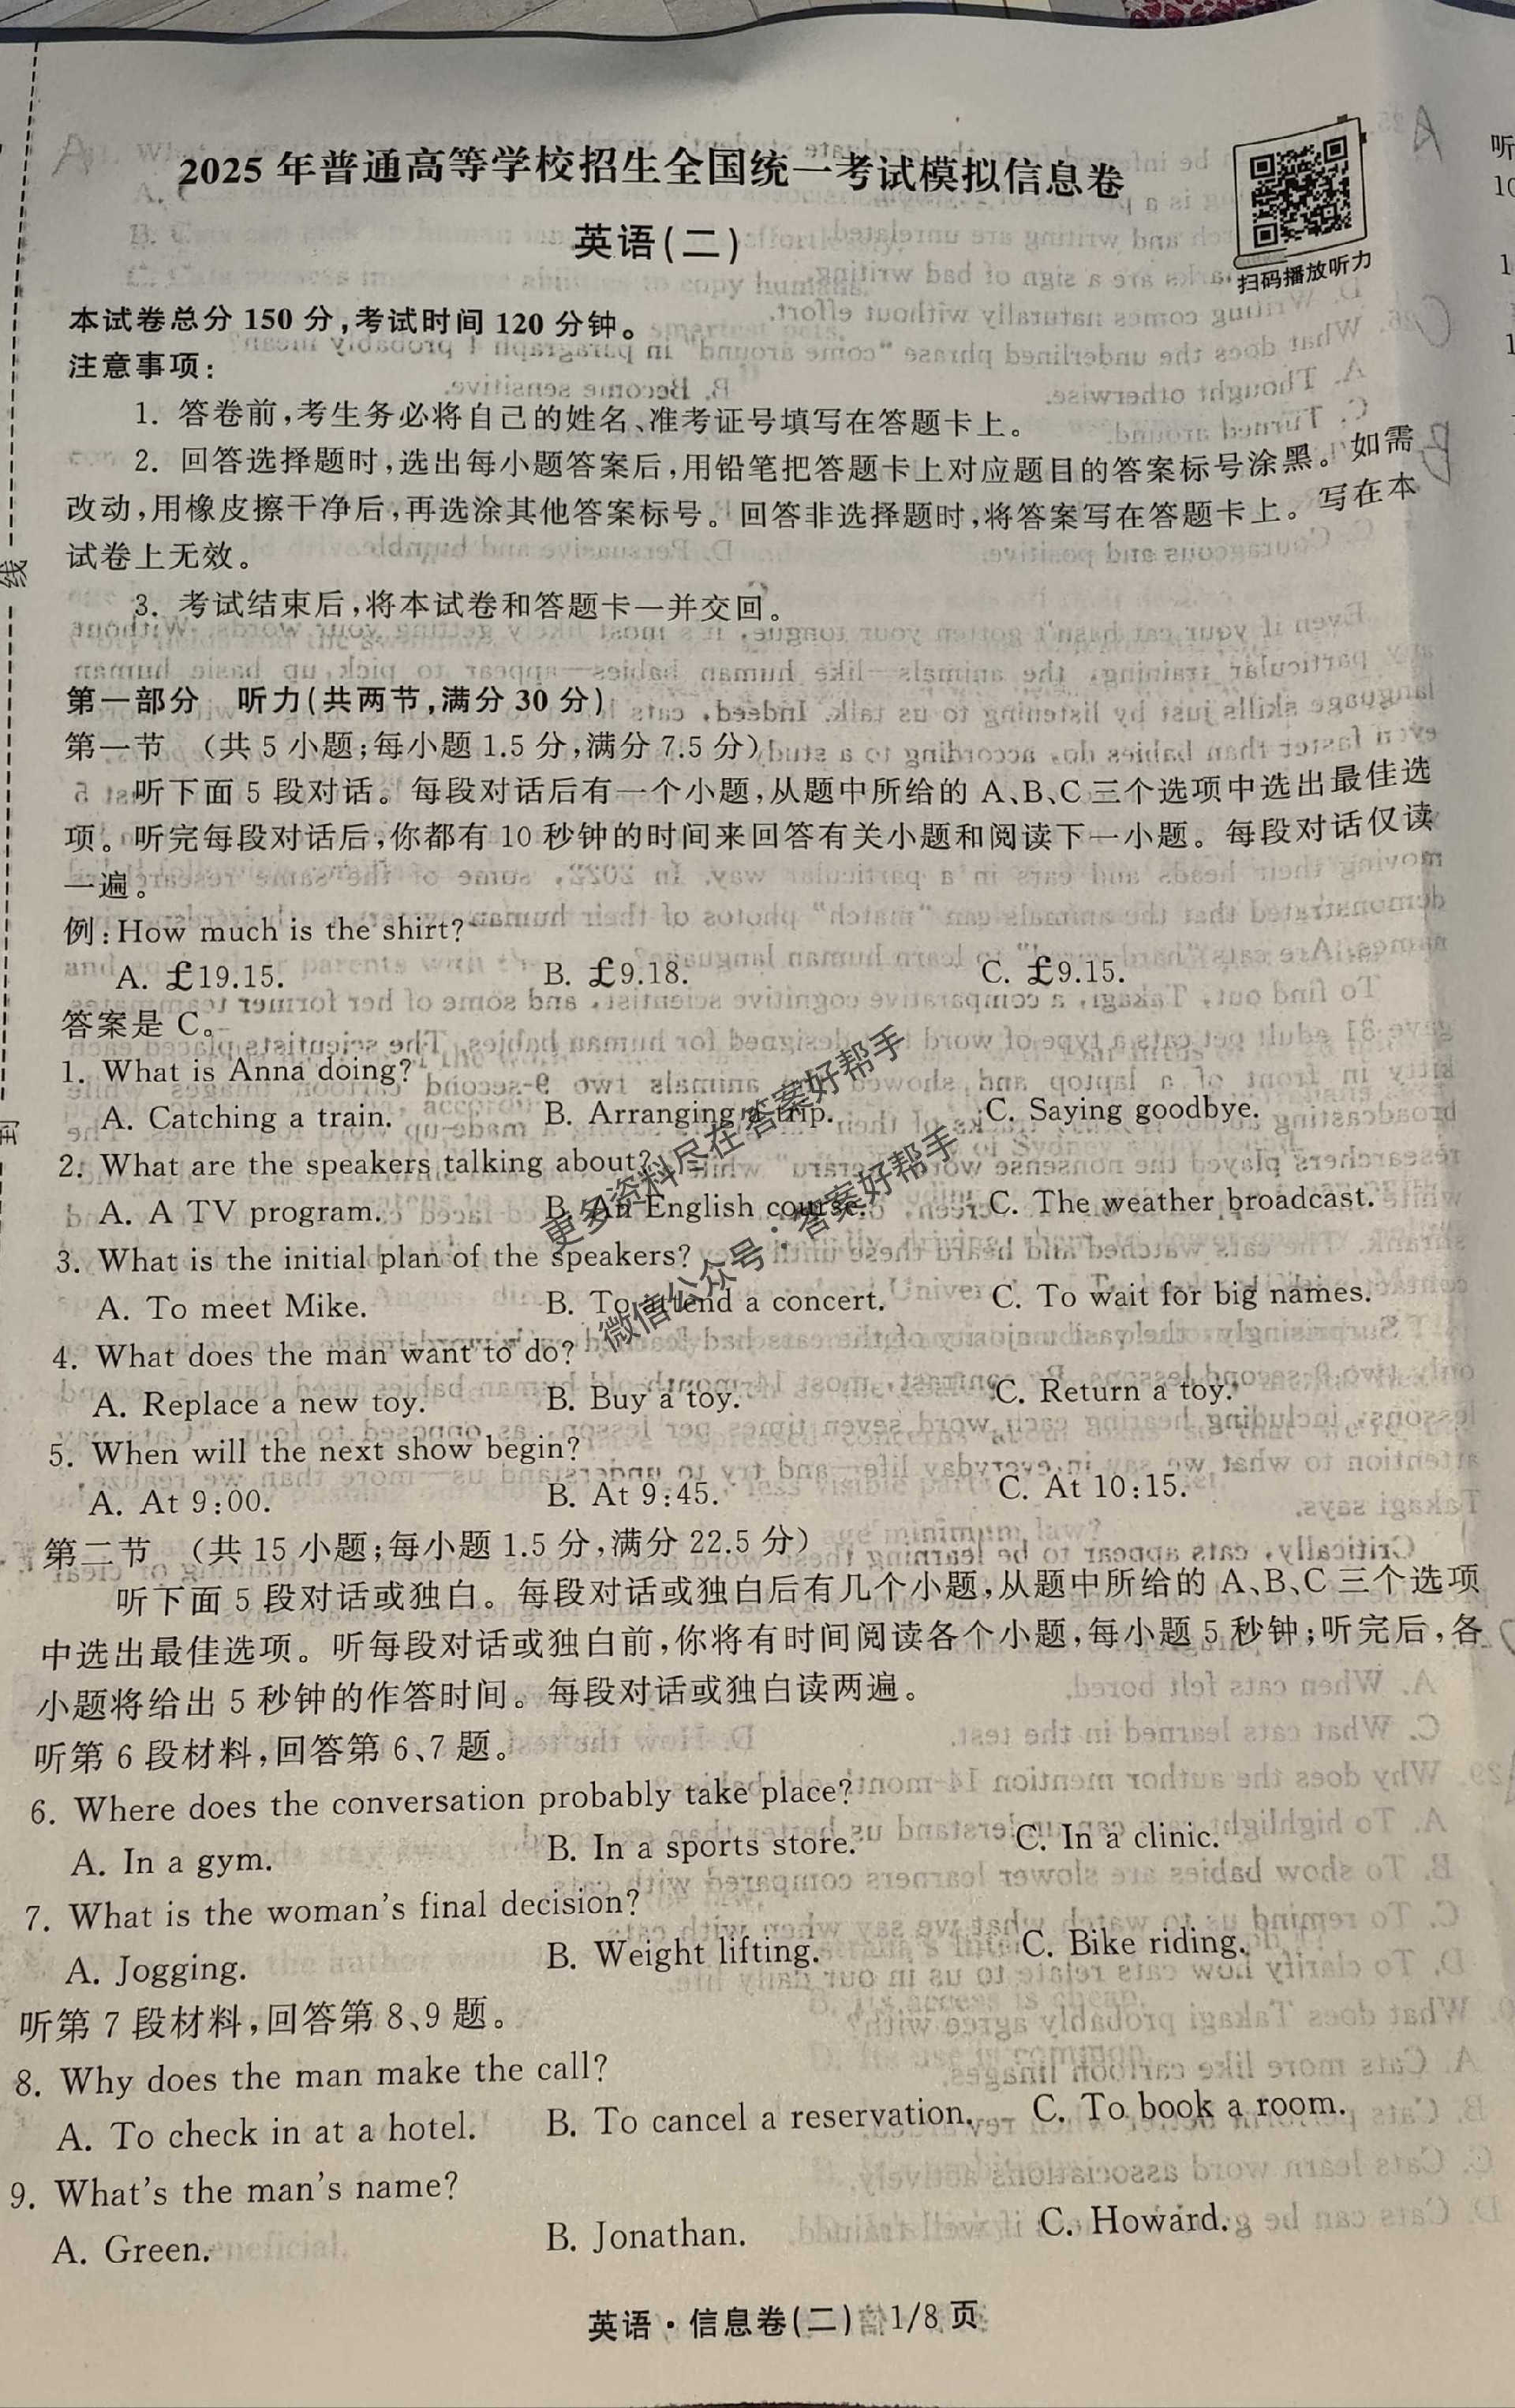 2025年普通高等学校招生全国统一考试模拟信息卷
英语(二)
扫码播放听力
本试卷总分150分,考试时间120分钟。
注意事项:
1. 答卷前,考生务必将自己的姓名、准考证号填写在答题卡上。
2. 回答选择题时,选出每小题答案后,用铅笔把答题卡上对应题目的答案标号涂黑。如需
改动,用橡皮擦干净后,再选涂其他答案标号。回答非选择题时,将答案写在答题卡上。写在本
试卷上无效。
3. 考试结束后,将本试卷和答题卡一并交回。
第一部分 听力(共两节,满分30分)
第一节 (共5小题;每小题1.5分,满分7.5分)
听下面5段对话。每段对话后有一个小题,从题中所给的A、B、C三个选项中选出最佳选
项。听完每段对话后,你都有10秒钟的时间来回答有关小题和阅读下一小题。每段对话仅读
一遍。
例:How much is the shirt?
A. £19.15. B. £9.18. C. £9.15.
答案是C。
1. What is Anna doing?
A. Catching a train. B. Arranging a trip. C. Saying goodbye.
2. What are the speakers talking about?
A. A TV program. B. An English course. C. The weather broadcast.
3. What is the initial plan of the speakers?
A. To meet Mike. B. To attend a concert. C. To wait for big names.
4. What does the man want to do?
A. Replace a new toy. B. Buy a toy. C. Return a toy.
5. When will the next show begin?
A. At 9:00. B. At 9:45. C. At 10:15.
第二节 (共15小题;每小题1.5分,满分22.5分)
听下面5段对话或独白。每段对话或独白后有几个小题,从题中所给的A、B、C三个选项
中选出最佳选项。听每段对话或独白前,你将有时间阅读各个小题,每小题5秒钟;听完后,各
小题将给出5秒钟的作答时间。每段对话或独白读两遍。
听第6段材料,回答第6、7题。
6. Where does the conversation probably take place?
A. In a gym. B. In a sports store. C. In a clinic.
7. What is the woman's final decision?
A. Jogging. B. Weight lifting. C. Bike riding.
听第7段材料,回答第8、9题。
8. Why does the man make the call?
A. To check in at a hotel. B. To cancel a reservation. C. To book a room.
9. What's the man's name?
A. Green. B. Jonathan. C. Howard.
英语·信息卷(二) 1/8页
更多资料尽在答案好帮手
微信公众号:答案好帮手
线